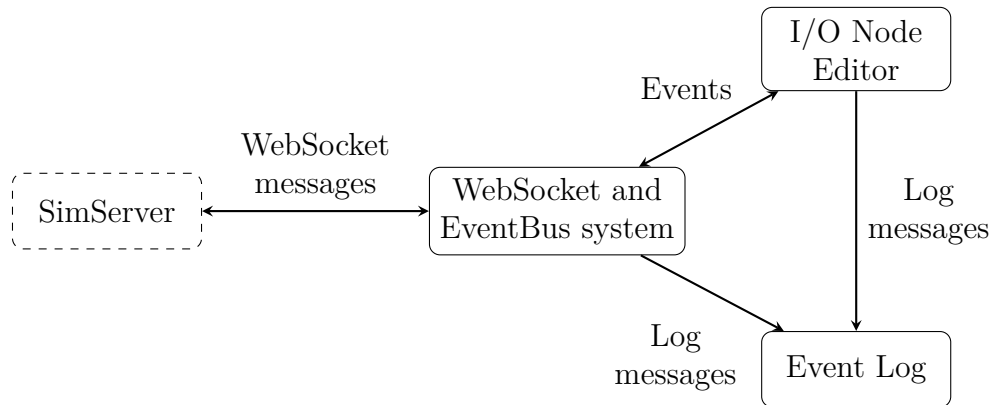 I/O Node
Editor
Events
WebSocket
messages
SimServer
WebSocket and
EventBus system
Log
messages
Log
messages
Event Log